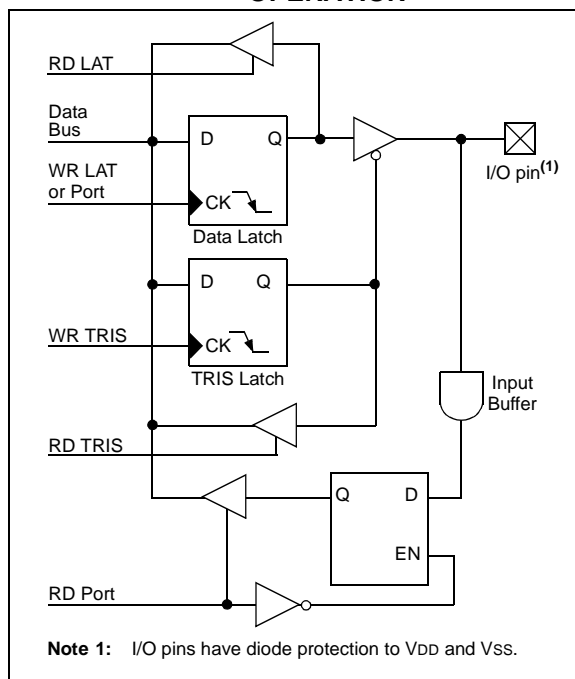 OPERATION
RD LAT
Data
Bus
WR LAT
or Port
D Q
CK
Data Latch
I/O pin(1)
D Q
CK
TRIS Latch
WR TRIS
Input
Buffer
RD TRIS
Q D
EN
RD Port
Note 1: I/O pins have diode protection to VDD and VSS.